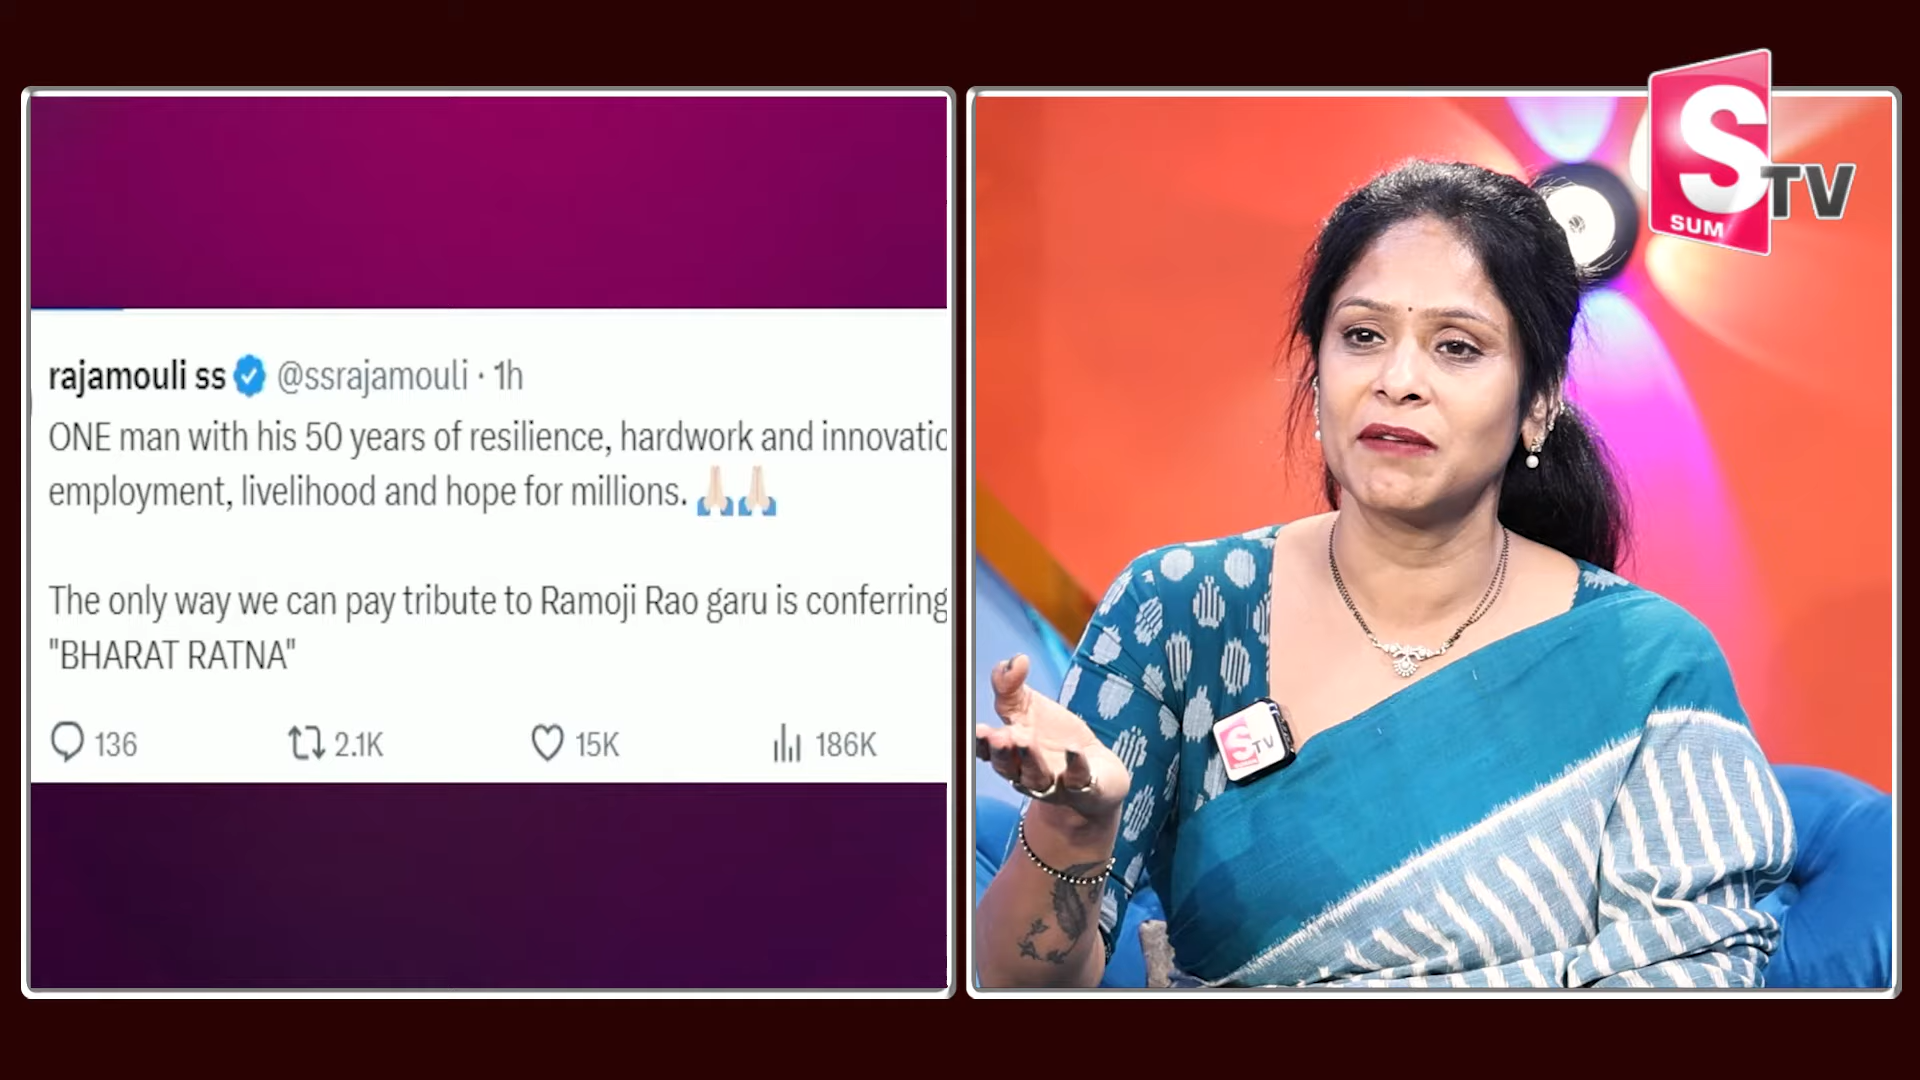 rajamouli ss @ssrajamouli · 1h
ONE man with his 50 years of resilience, hardwork and innovatic
employment, livelihood and hope for millions. 🙏🏻🙏🏻
The only way we can pay tribute to Ramoji Rao garu is conferring
"BHARAT RATNA"
136 2.1K 15K 186K
S TV
SUM
S TV